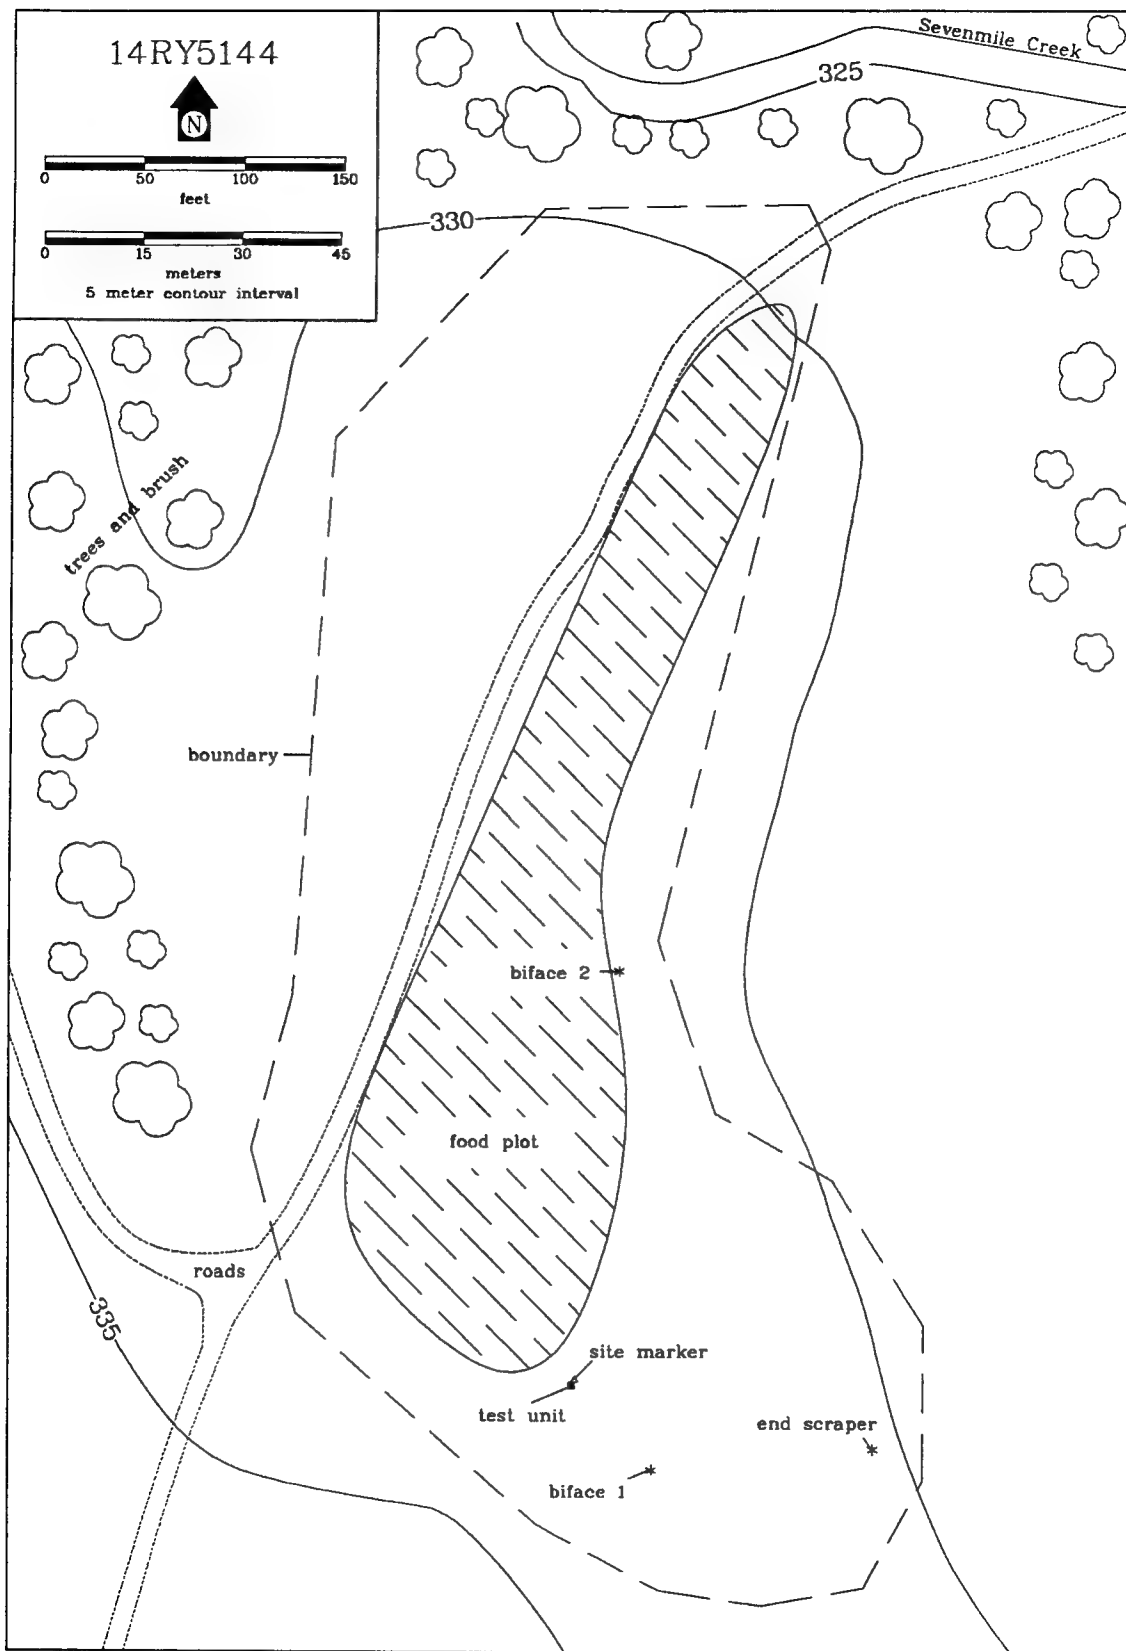 14RY5144
N
0 50 100 150
feet
0 15 30 45
meters
5 meter contour interval
Sevenmile Creek
325
330
trees and brush
boundary
biface 2
food plot
roads
335
site marker
test unit
end scraper
biface 1